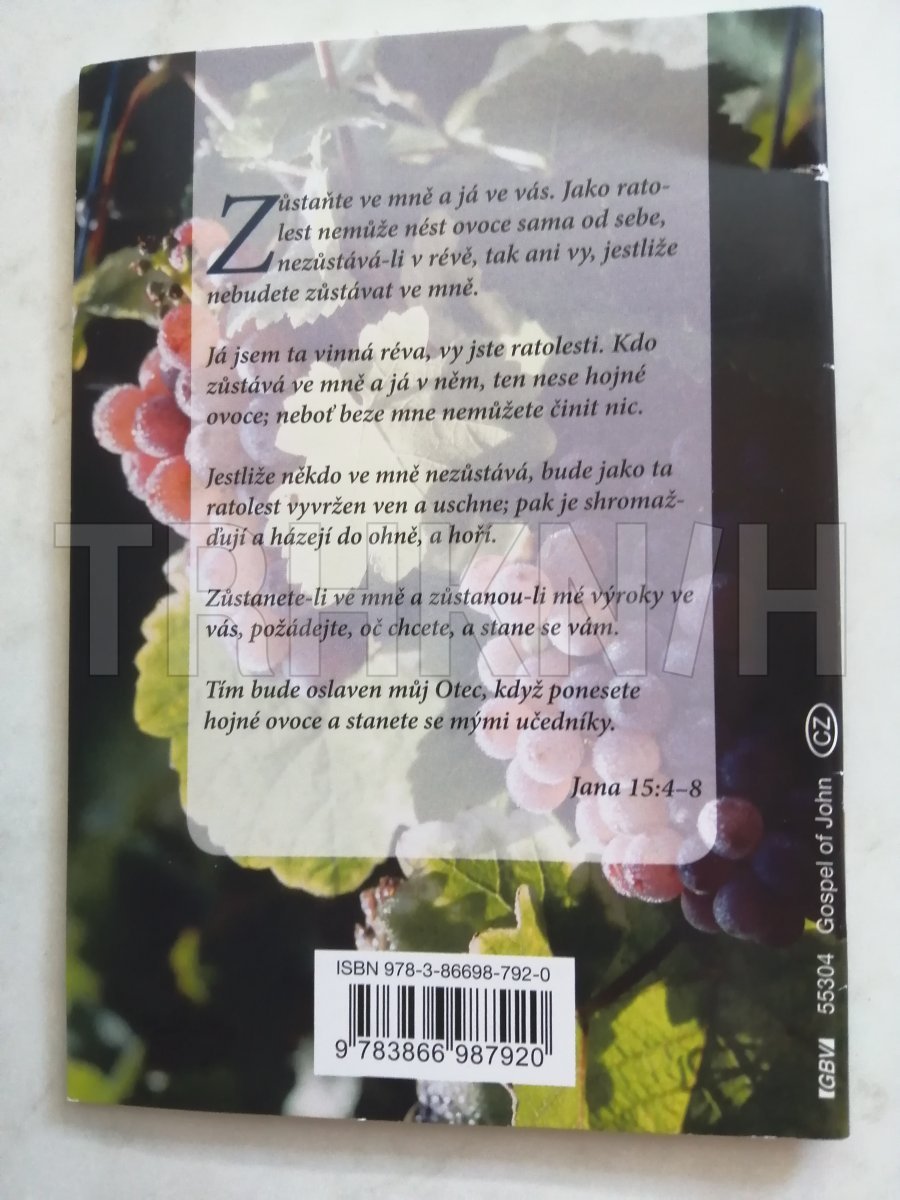 Zůstaňte ve mně a já ve vás. Jako rato-
lest nemůže nést ovoce sama od sebe,
nezůstává-li v révě, tak ani vy, jestliže
nebudete zůstávat ve mně.
Já jsem ta vinná réva, vy jste ratolesti. Kdo
zůstává ve mně a já v něm, ten nese hojné
ovoce; neboť beze mne nemůžete činit nic.
Jestliže někdo ve mně nezůstává, bude jako ta
ratolest vyvržen ven a uschne; pak je shromaž-
ďují a házejí do ohně, a hoří.
Zůstanete-li ve mně a zůstanou-li mé výroky ve
vás, požádejte, oč chcete, a stane se vám.
Tím bude oslaven můj Otec, když ponesete
hojné ovoce a stanete se mými učedníky.
Jana 15:4–8
ISBN 978-3-86698-792-0
9 783866 987920
GBV 55304 Gospel of John CZ
TRHKN/H